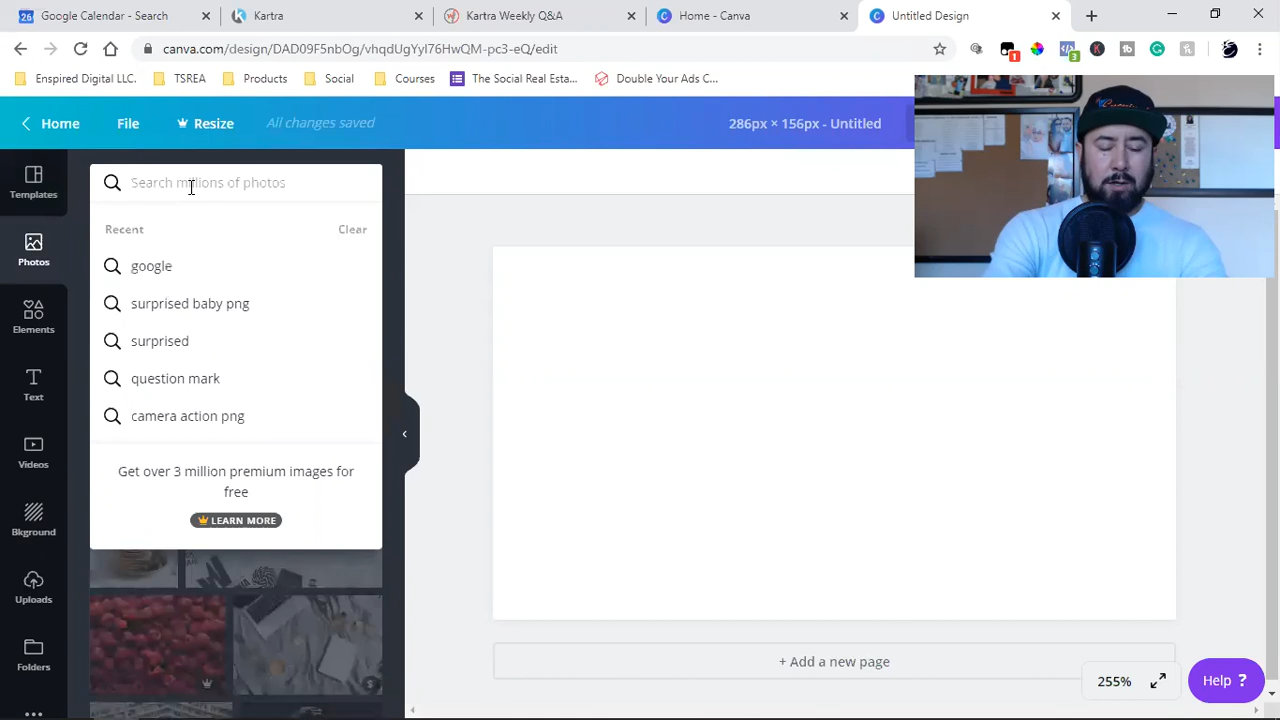 Google Calendar - Search
Kartra
Kartra Weekly Q&A
Home - Canva
Untitled Design
canva.com/design/DAD09F5nbOg/vhqdUgYyl76HwQM-pc3-eQ/edit
1
3
Enspired Digital LLC.
TSREA
Products
Social
Courses
The Social Real Esta...
Double Your Ads C...
Home
File
Resize
All changes saved
286px × 156px - Untitled
Templates
Photos
Elements
Text
Videos
Bkground
Uploads
Folders
Search millions of photos
Recent
Clear
google
surprised baby png
surprised
question mark
camera action png
Get over 3 million premium images for
free
LEARN MORE
+ Add a new page
255%
Help ?